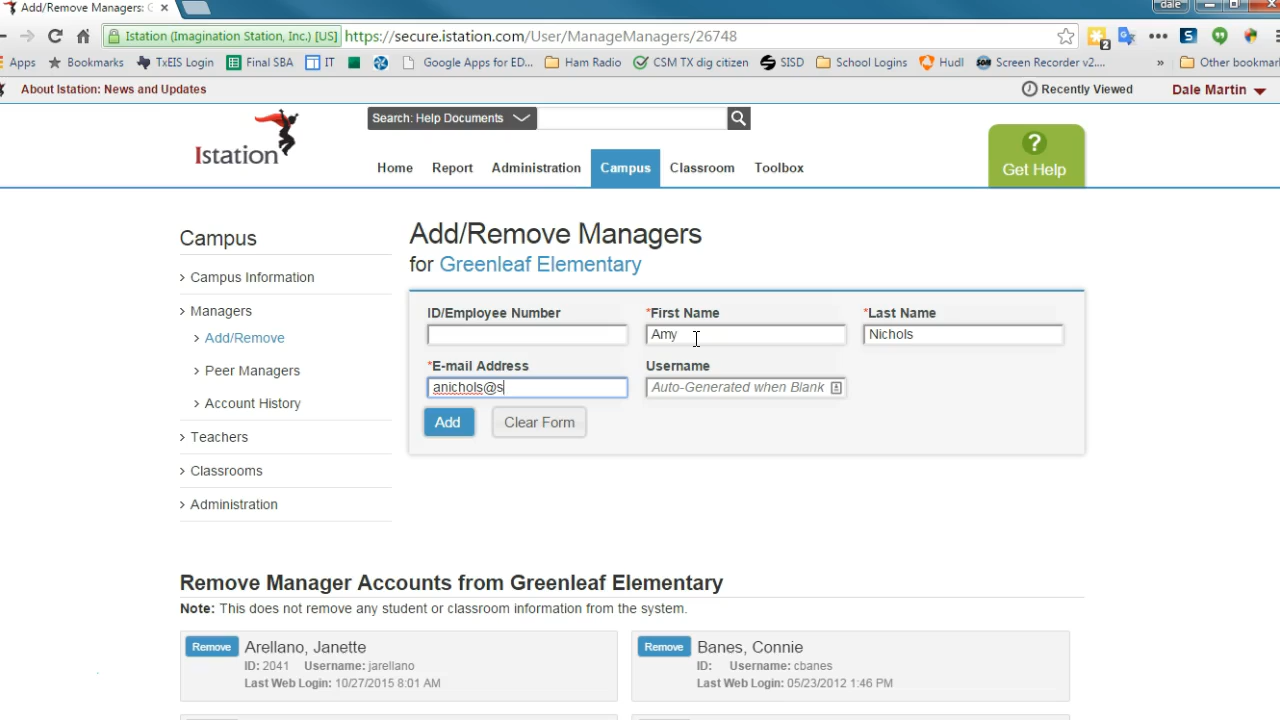 Add/Remove Managers: G
dale
Istation (Imagination Station, Inc.) [US] https://secure.istation.com/User/ManageManagers/26748
2
S
Apps Bookmarks TxEIS Login Final SBA IT Google Apps for ED... Ham Radio CSM TX dig citizen SISD School Logins Hudl Screen Recorder v2.... » Other bookmar
About Istation: News and Updates Recently Viewed Dale Martin
Istation
Search: Help Documents
? Get Help
Home Report Administration Campus Classroom Toolbox
Campus
> Campus Information
> Managers
> Add/Remove
> Peer Managers
> Account History
> Teachers
> Classrooms
> Administration
Add/Remove Managers
for Greenleaf Elementary
ID/Employee Number *First Name *Last Name
Amy Nichols
*E-mail Address Username
anichols@s Auto-Generated when Blank
Add Clear Form
Remove Manager Accounts from Greenleaf Elementary
Note: This does not remove any student or classroom information from the system.
Remove Arellano, Janette
ID: 2041 Username: jarellano
Last Web Login: 10/27/2015 8:01 AM
Remove Banes, Connie
ID: Username: cbanes
Last Web Login: 05/23/2012 1:46 PM